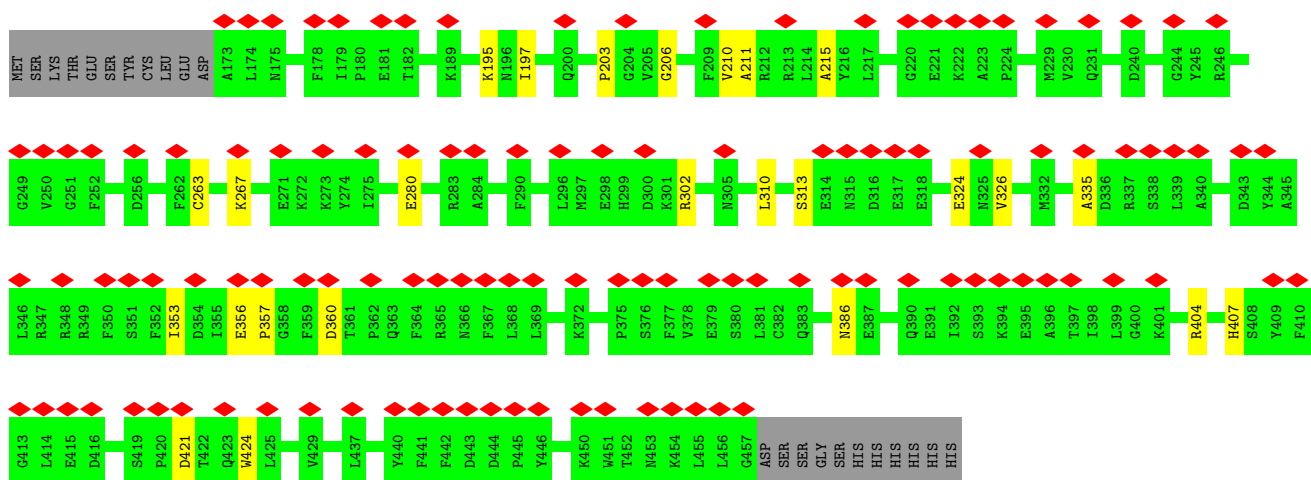 MET SER LYS THR GLU SER TYR CYS LEU GLU ASP A173 L174 N175 F178 I179 P180 E181 T182 K189 K195 N196 I197 Q200 P203 G204 V205 G206 F209 V210 A211 R212 R213 L214 A215 Y216 L217 G220 E221 K222 A223 P224 M229 V230 Q231 D240 G244 Y245 R246
G249 V250 G251 F252 D256 F262 C263 K267 E271 K272 K273 Y274 I275 E280 R283 A284 F290 L296 M297 E298 H299 D300 K301 R302 N305 L310 S313 E314 N315 D316 E317 E318 E324 N325 V326 M332 A335 D336 R337 S338 L339 A340 D343 Y344 A345
L346 R347 R348 R349 F350 S351 F352 I353 D354 I355 E356 P357 G358 F359 D360 T361 P362 Q363 F364 R365 N366 F367 L368 L369 K372 P375 S376 F377 V378 E379 S380 L381 C382 Q383 N386 E387 Q390 E391 I392 S393 K394 E395 A396 T397 I398 L399 G400 K401 R404 H407 S408 Y409 F410
G413 L414 E415 D416 S419 P420 D421 T422 Q423 W424 L425 V429 L437 Y440 F441 F442 D443 D444 P445 Y446 K450 W451 T452 N453 K454 L455 L456 G457 ASP SER SER GLY SER HIS HIS HIS HIS HIS HIS